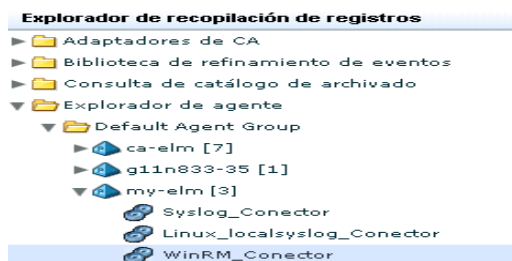 Explorador de recopilación de registros
Adaptadores de CA
Biblioteca de refinamiento de eventos
Consulta de catálogo de archivado
Explorador de agente
Default Agent Group
ca-elm [7]
g11n833-35 [1]
my-elm [3]
Syslog_Conector
Linux_localsyslog_Conector
WinRM_Conector